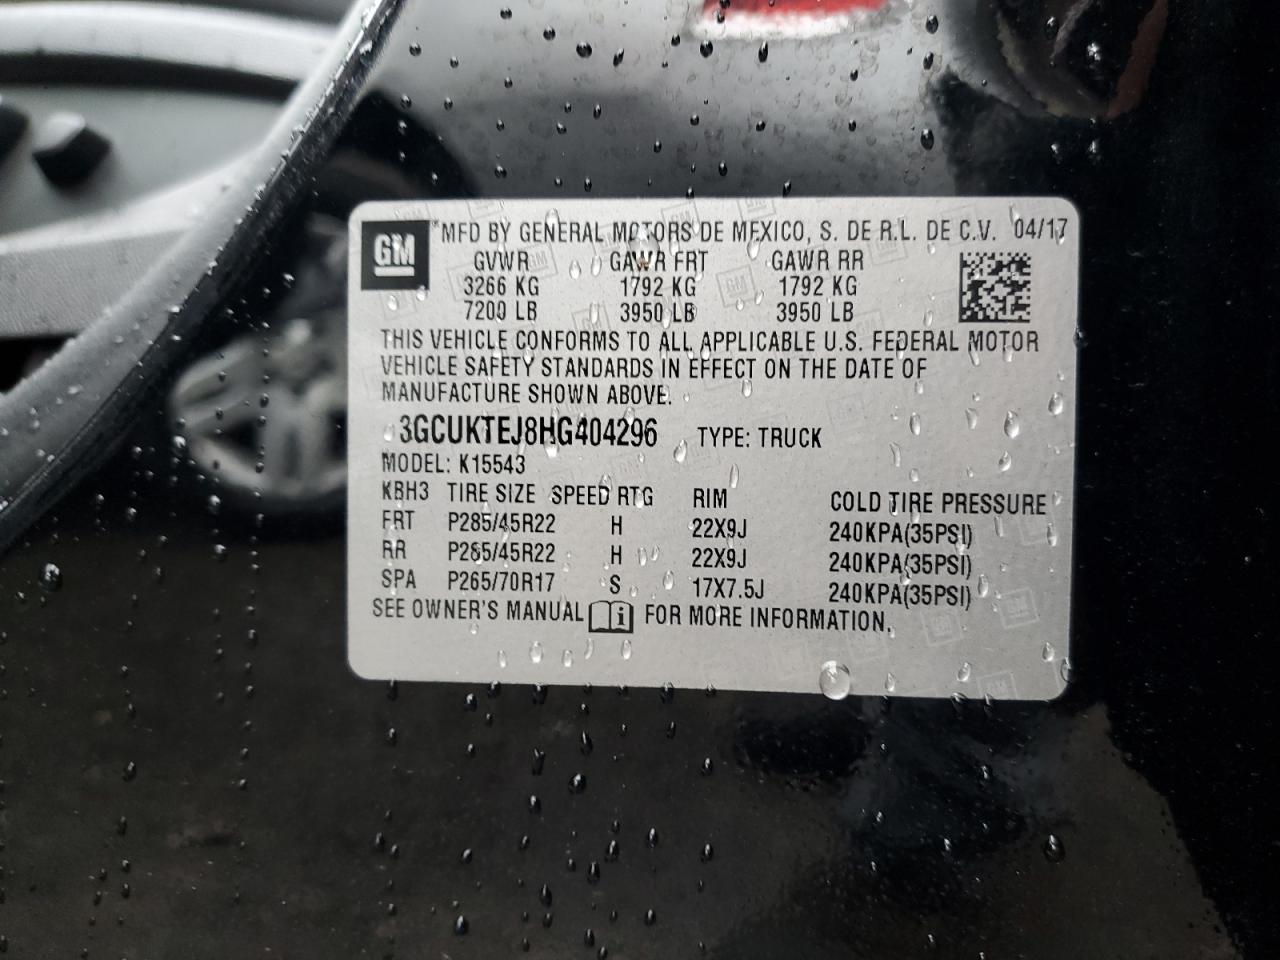 GM MFD BY GENERAL MOTORS DE MEXICO, S. DE R.L. DE C.V. 04/17
GVWR GAWR FRT GAWR RR
3266 KG 1792 KG 1792 KG
7200 LB 3950 LB 3950 LB
THIS VEHICLE CONFORMS TO ALL APPLICABLE U.S. FEDERAL MOTOR
VEHICLE SAFETY STANDARDS IN EFFECT ON THE DATE OF
MANUFACTURE SHOWN ABOVE.
3GCUKTEJ8HG404296 TYPE: TRUCK
MODEL: K15543
KBH3 TIRE SIZE SPEED RTG RIM COLD TIRE PRESSURE
FRT P285/45R22 H 22X9J 240KPA(35PSI)
RR P285/45R22 H 22X9J 240KPA(35PSI)
SPA P265/70R17 S 17X7.5J 240KPA(35PSI)
SEE OWNER'S MANUAL FOR MORE INFORMATION.